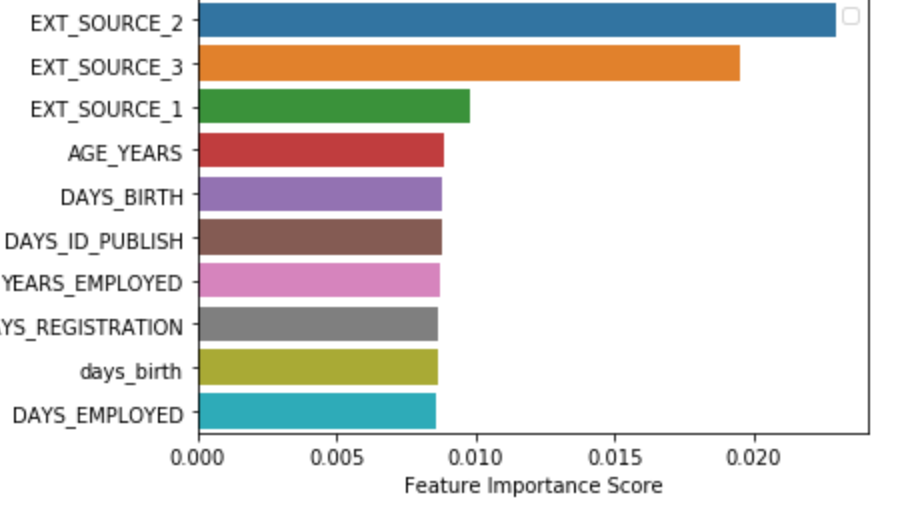 EXT_SOURCE_2
EXT_SOURCE_3
EXT_SOURCE_1
AGE_YEARS
DAYS_BIRTH
DAYS_ID_PUBLISH
YEARS_EMPLOYED
AYS_REGISTRATION
days_birth
DAYS_EMPLOYED
0.000 0.005 0.010 0.015 0.020
Feature Importance Score